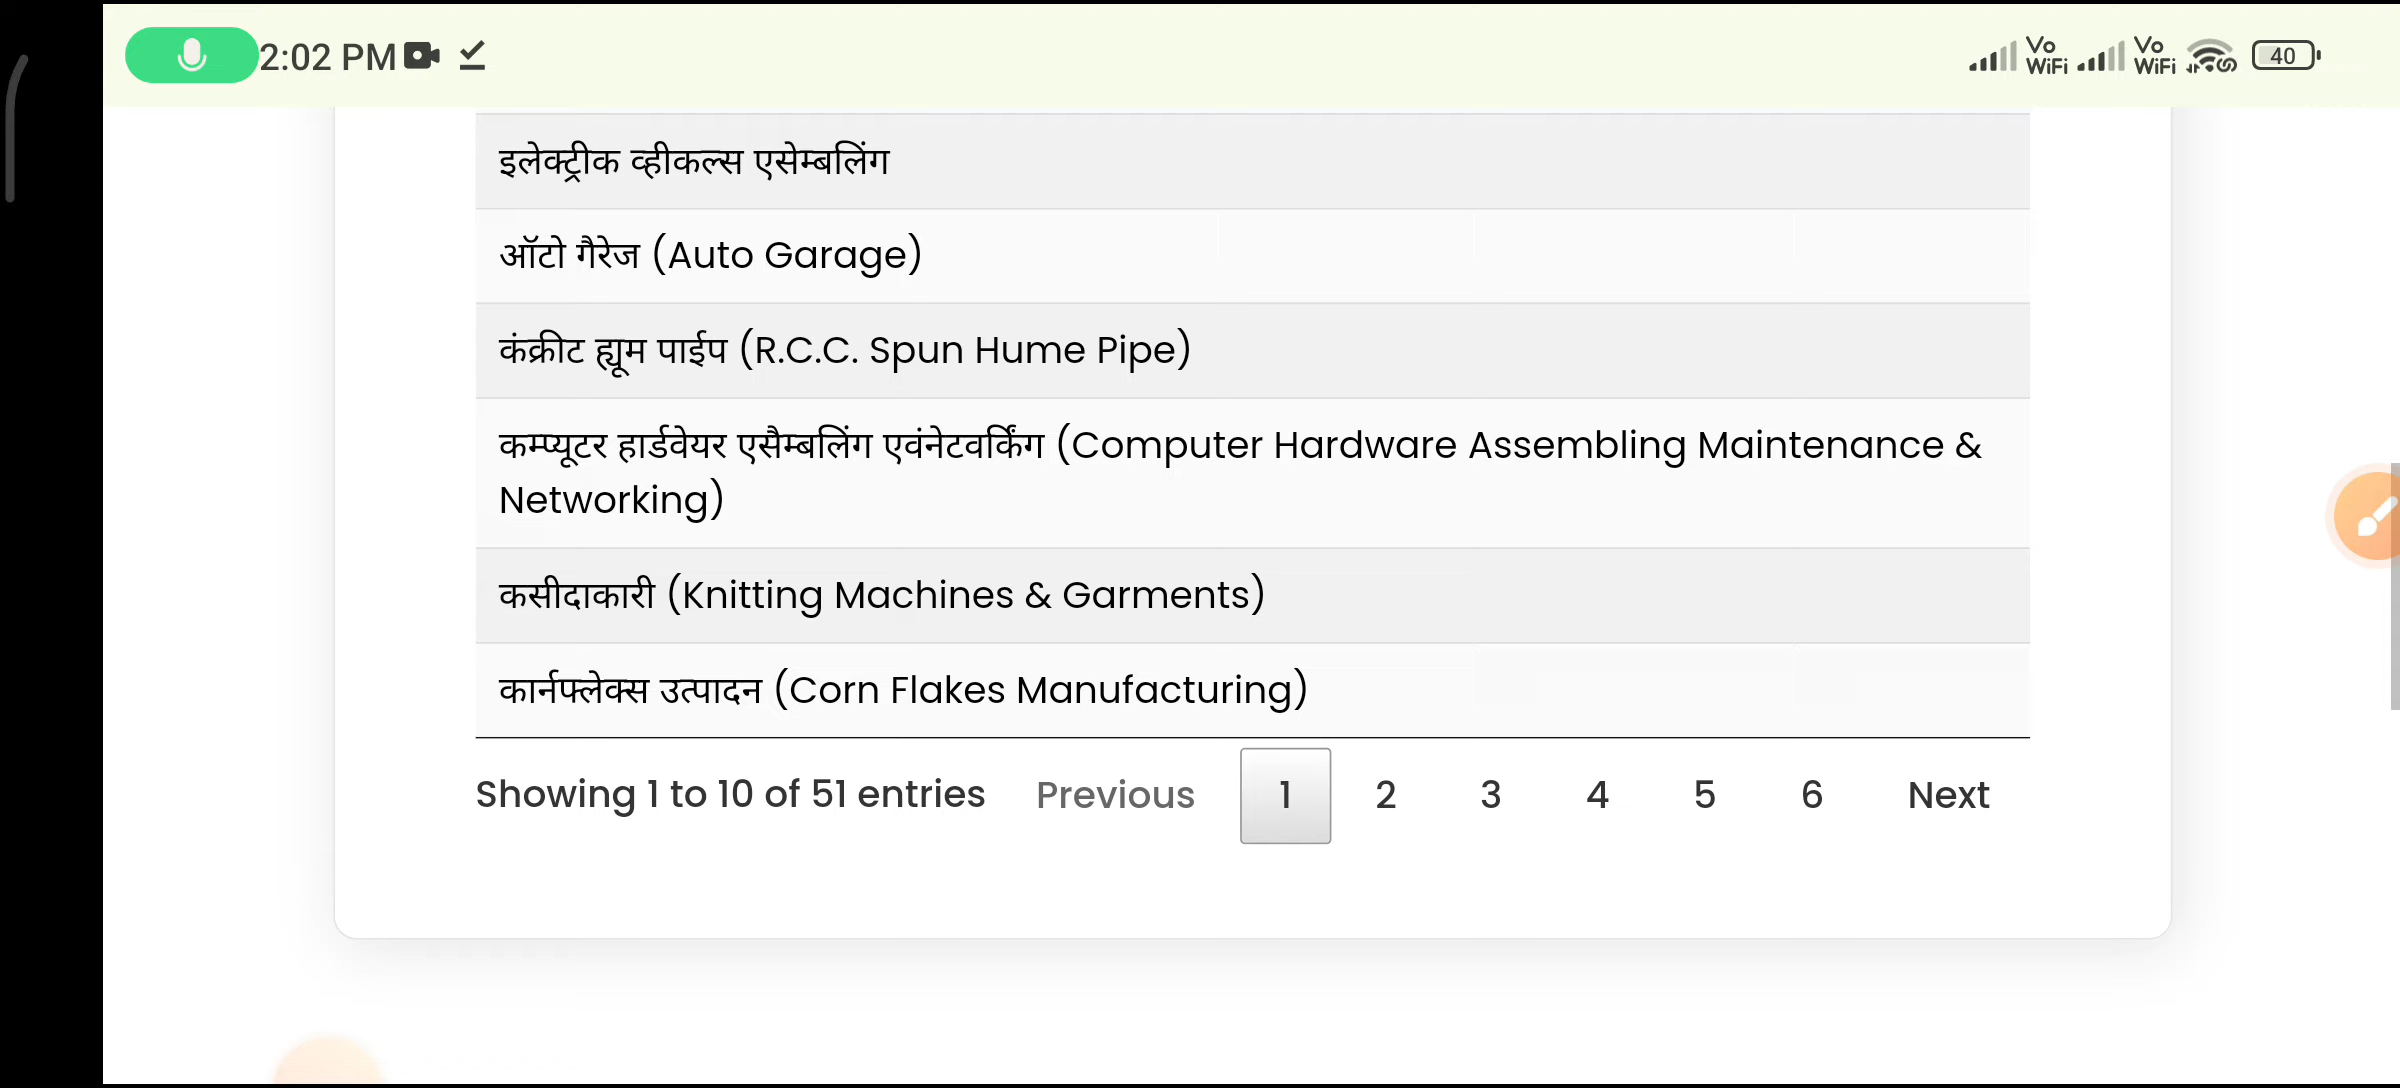 2:02 PM
Vo WiFi Vo WiFi 40
इलेक्ट्रीक व्हीकल्स एसेम्बलिंग
ऑटो गैरेज (Auto Garage)
कंक्रीट ह्यूम पाईप (R.C.C. Spun Hume Pipe)
कम्प्यूटर हार्डवेयर एसैम्बलिंग एवंनेटवर्किंग (Computer Hardware Assembling Maintenance &
Networking)
कसीदाकारी (Knitting Machines & Garments)
कार्नफ्लेक्स उत्पादन (Corn Flakes Manufacturing)
Showing 1 to 10 of 51 entries Previous 1 2 3 4 5 6 Next